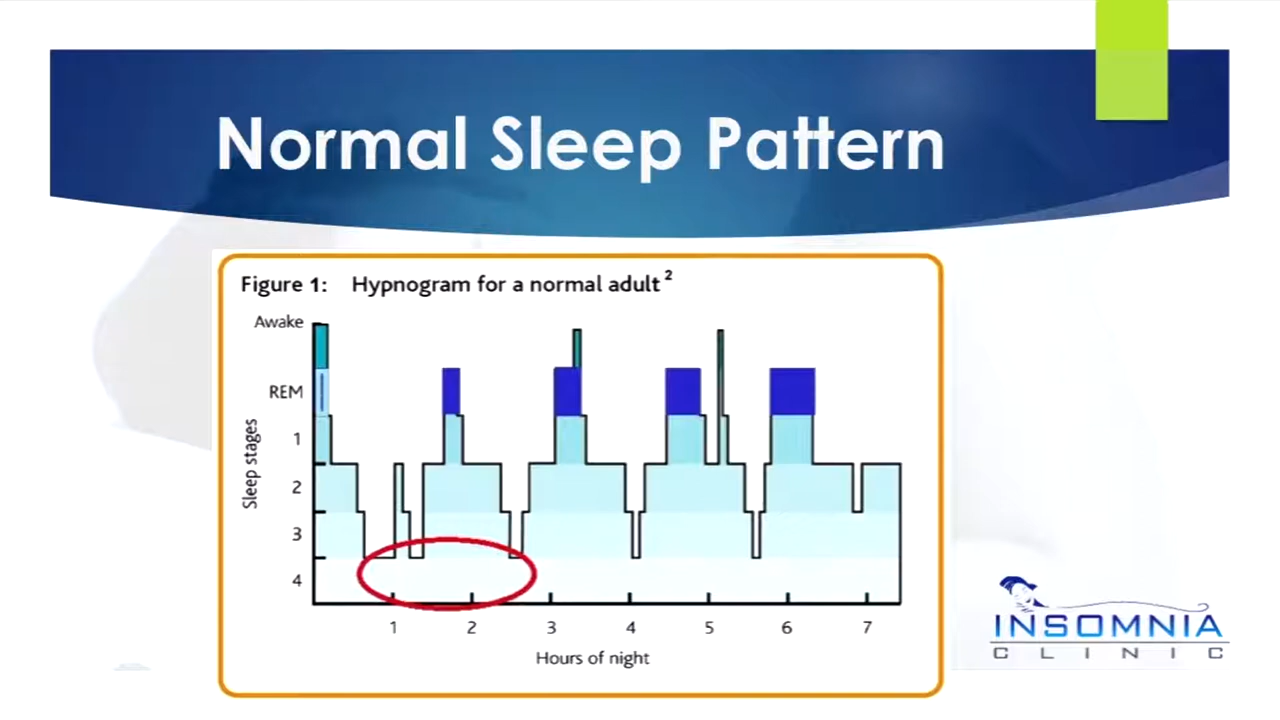 Normal Sleep Pattern
Figure 1: Hypnogram for a normal adult ²
Awake
REM
1
2
3
4
Sleep stages
1 2 3 4 5 6 7
Hours of night
INSOMNIA
CLINIC